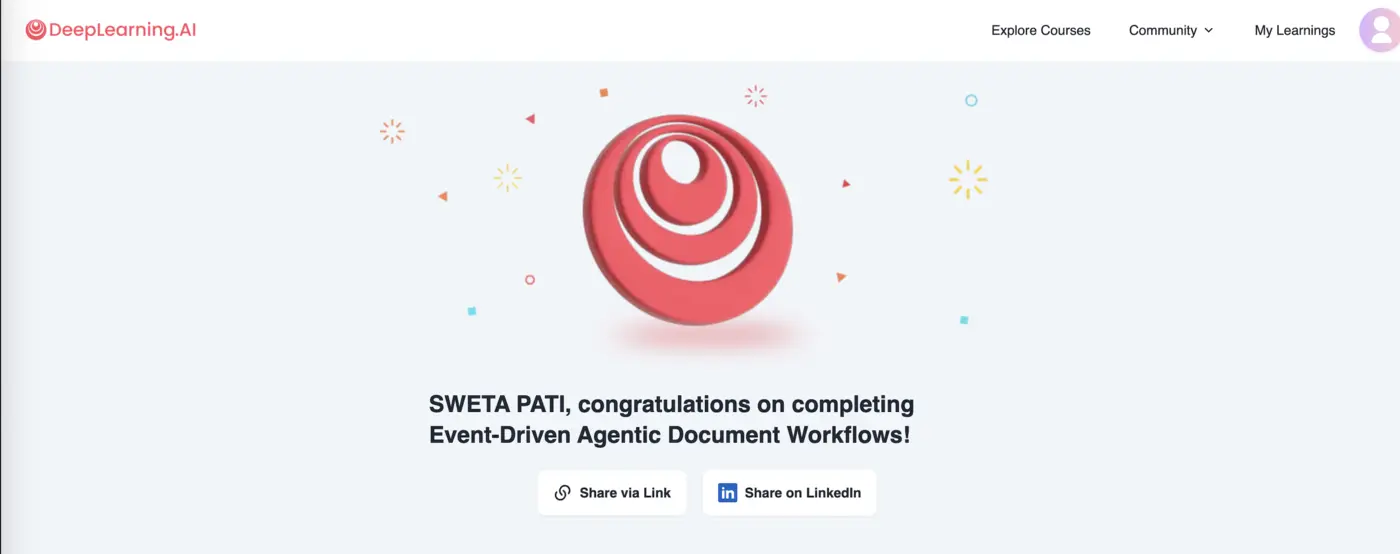 DeepLearning.AI
Explore Courses
Community
My Learnings
SWETA PATI, congratulations on completing
Event-Driven Agentic Document Workflows!
Share via Link
in Share on LinkedIn